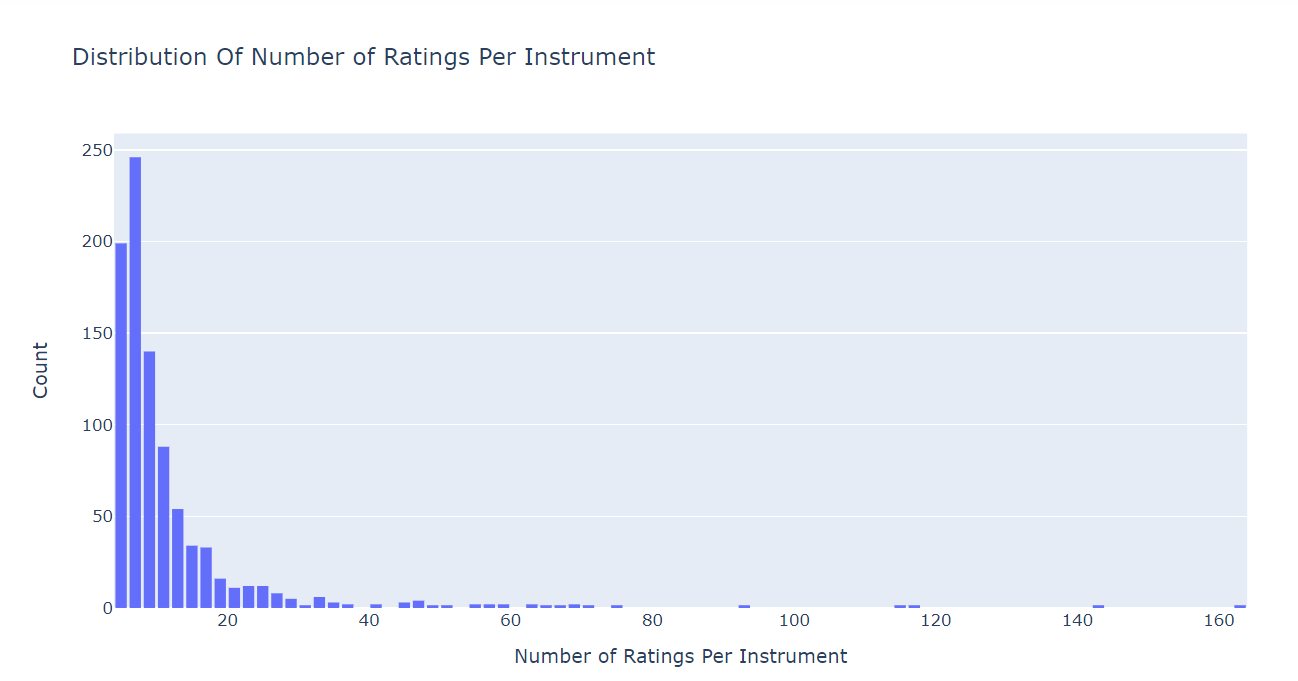 Distribution Of Number of Ratings Per Instrument
250
200
150
100
50
0
Count
20 40 60 80 100 120 140 160
Number of Ratings Per Instrument